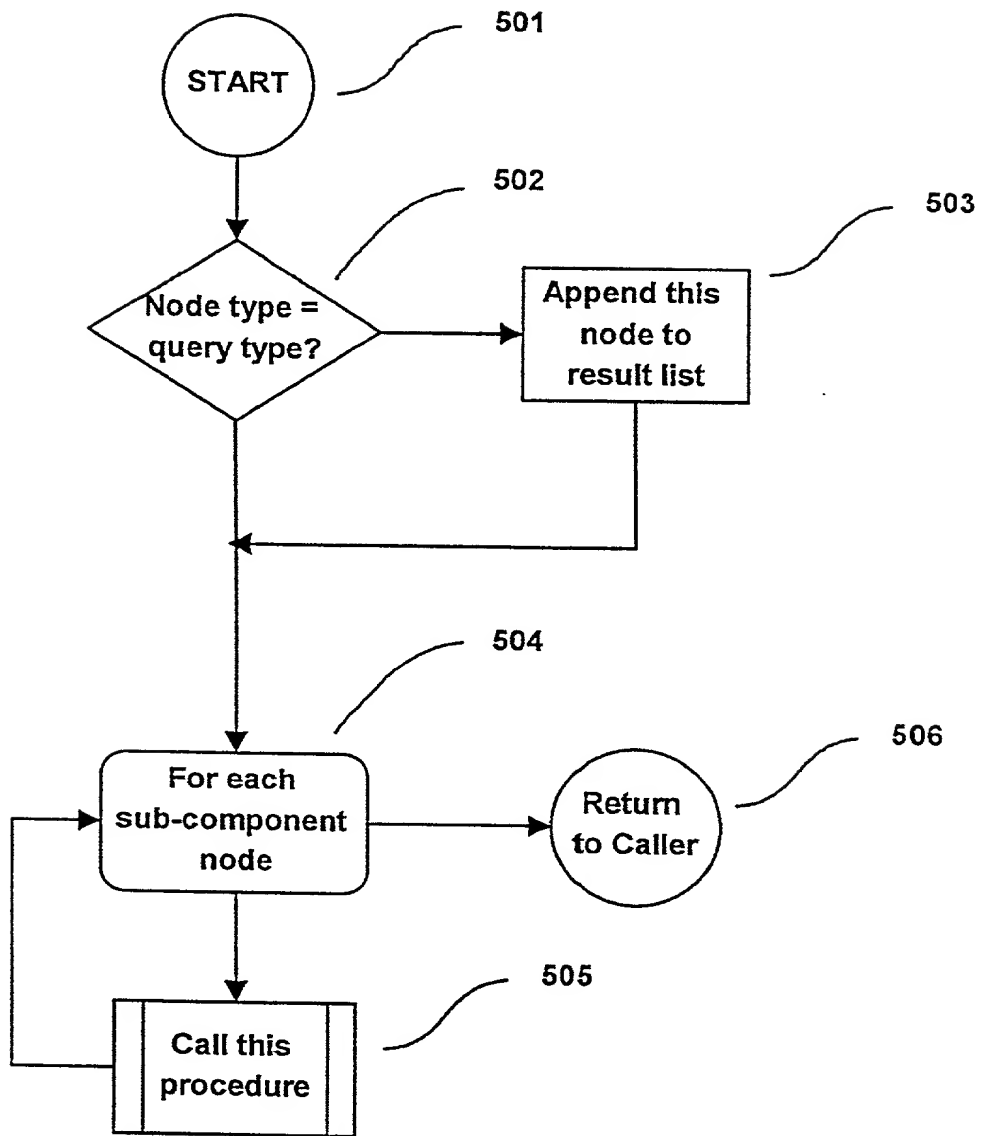 501
START
502
503
Node type =
query type?
Append this
node to
result list
504
For each
sub-component
node
506
Return
to Caller
505
Call this
procedure